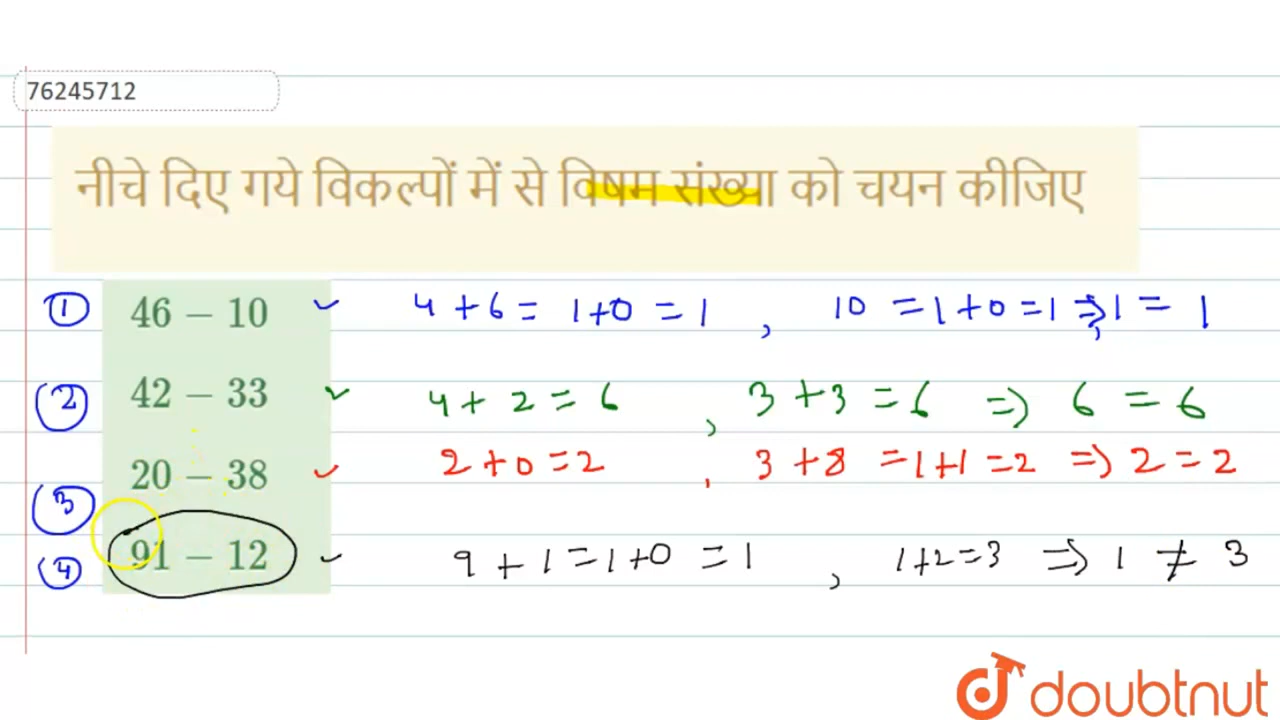 76245712
नीचे दिए गये विकल्पों में से विषम संख्या को चयन कीजिए
① 46 − 10 ✓ 4+6= 1+0 =1 , 10 =1+0=1 ⇒ 1 = 1
② 42 − 33 ✓ 4+2=6 , 3+3=6 ⇒ 6 = 6
③ 20 − 38 ✓ 2+0=2 , 3+8 =1+1=2 ⇒ 2=2
④ 91 − 12 ✓ 9+1=1+0 =1 , 1+2=3 ⇒ 1 ≠ 3
doubtnut